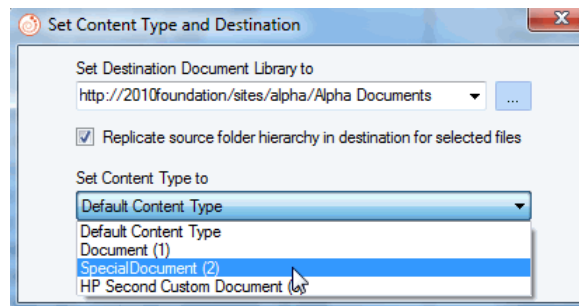 Set Content Type and Destination
Set Destination Document Library to
http://2010foundation/sites/alpha/Alpha Documents
...
Replicate source folder hierarchy in destination for selected files
Set Content Type to
Default Content Type
Default Content Type
Document (1)
SpecialDocument (2)
HP Second Custom Document